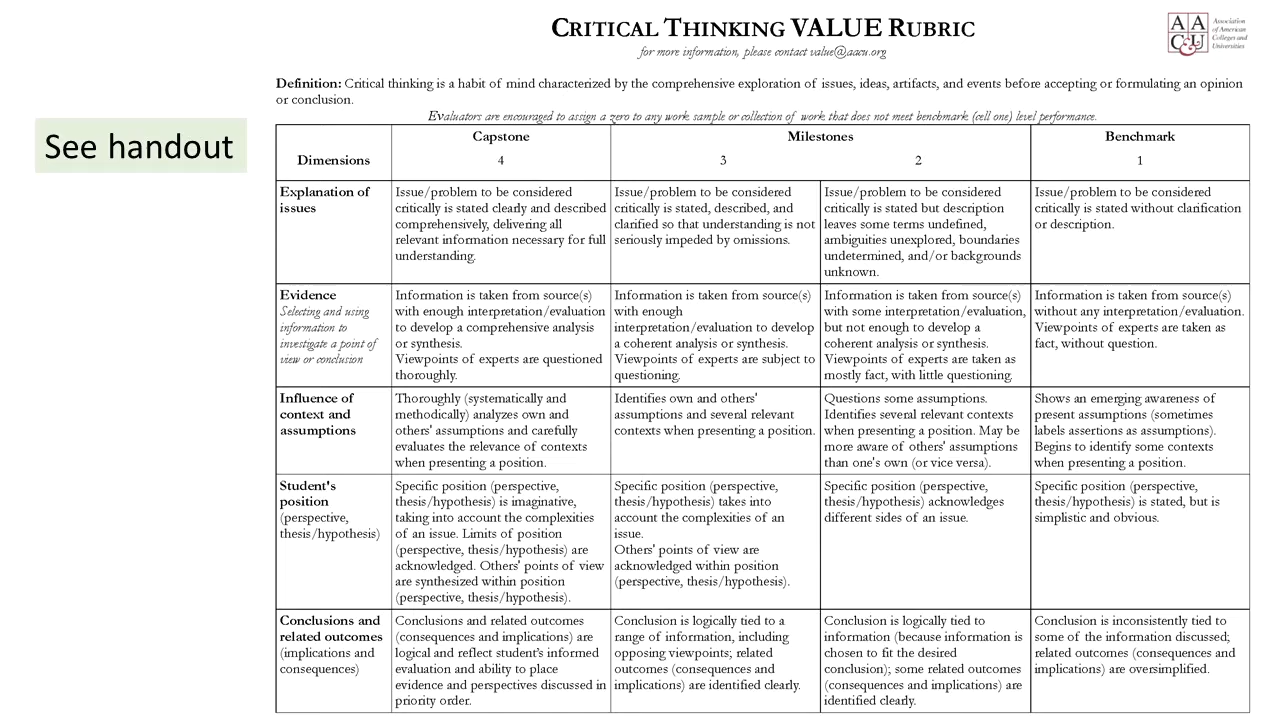 CRITICAL THINKING VALUE RUBRIC
for more information, please contact value@aacu.org
AAC&U
Association
of American
Colleges and
Universities
Definition: Critical thinking is a habit of mind characterized by the comprehensive exploration of issues, ideas, artifacts, and events before accepting or formulating an opinion
or conclusion.
Evaluators are encouraged to assign a zero to any work sample or collection of work that does not meet benchmark (cell one) level performance.
See handout
Dimensions
Capstone
4
Milestones
3
2
Benchmark
1
Explanation of
issues
Issue/problem to be considered
critically is stated clearly and described
comprehensively, delivering all
relevant information necessary for full
understanding.
Issue/problem to be considered
critically is stated, described, and
clarified so that understanding is not
seriously impeded by omissions.
Issue/problem to be considered
critically is stated but description
leaves some terms undefined,
ambiguities unexplored, boundaries
undetermined, and/or backgrounds
unknown.
Issue/problem to be considered
critically is stated without clarification
or description.
Evidence
Selecting and using
information to
investigate a point of
view or conclusion
Information is taken from source(s)
with enough interpretation/evaluation
to develop a comprehensive analysis
or synthesis.
Viewpoints of experts are questioned
thoroughly.
Information is taken from source(s)
with enough
interpretation/evaluation to develop
a coherent analysis or synthesis.
Viewpoints of experts are subject to
questioning.
Information is taken from source(s)
with some interpretation/evaluation,
but not enough to develop a
coherent analysis or synthesis.
Viewpoints of experts are taken as
mostly fact, with little questioning.
Information is taken from source(s)
without any interpretation/evaluation.
Viewpoints of experts are taken as
fact, without question.
Influence of
context and
assumptions
Thoroughly (systematically and
methodically) analyzes own and
others' assumptions and carefully
evaluates the relevance of contexts
when presenting a position.
Identifies own and others'
assumptions and several relevant
contexts when presenting a position.
Questions some assumptions.
Identifies several relevant contexts
when presenting a position. May be
more aware of others' assumptions
than one's own (or vice versa).
Shows an emerging awareness of
present assumptions (sometimes
labels assertions as assumptions).
Begins to identify some contexts
when presenting a position.
Student's
position
(perspective,
thesis/hypothesis)
Specific position (perspective,
thesis/hypothesis) is imaginative,
taking into account the complexities
of an issue. Limits of position
(perspective, thesis/hypothesis) are
acknowledged. Others' points of view
are synthesized within position
(perspective, thesis/hypothesis).
Specific position (perspective,
thesis/hypothesis) takes into
account the complexities of an
issue.
Others' points of view are
acknowledged within position
(perspective, thesis/hypothesis).
Specific position (perspective,
thesis/hypothesis) acknowledges
different sides of an issue.
Specific position (perspective,
thesis/hypothesis) is stated, but is
simplistic and obvious.
Conclusions and
related outcomes
(implications and
consequences)
Conclusions and related outcomes
(consequences and implications) are
logical and reflect student’s informed
evaluation and ability to place
evidence and perspectives discussed in
priority order.
Conclusion is logically tied to a
range of information, including
opposing viewpoints; related
outcomes (consequences and
implications) are identified clearly.
Conclusion is logically tied to
information (because information is
chosen to fit the desired
conclusion); some related outcomes
(consequences and implications) are
identified clearly.
Conclusion is inconsistently tied to
some of the information discussed;
related outcomes (consequences and
implications) are oversimplified.